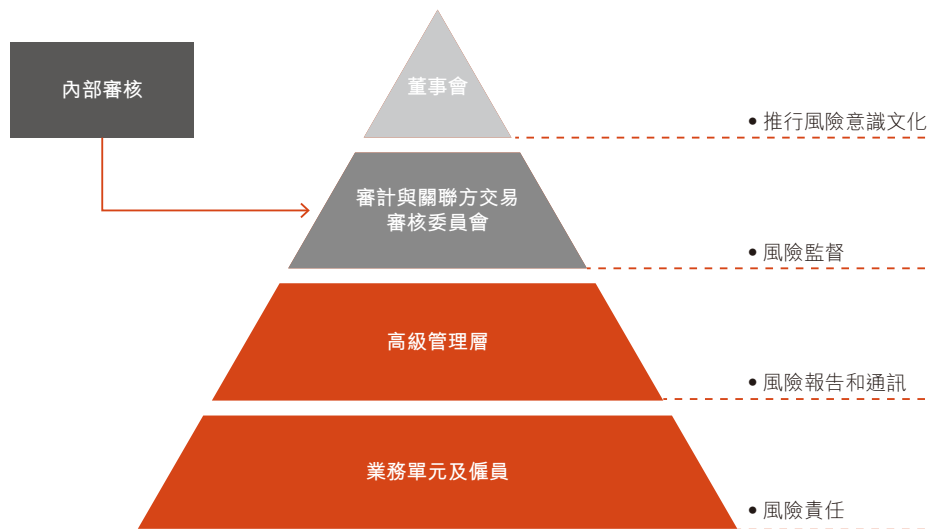 董事會
內部審核
• 推行風險意識文化
審計與關聯方交易
審核委員會
• 風險監督
高級管理層
• 風險報告和通訊
業務單元及僱員
• 風險責任